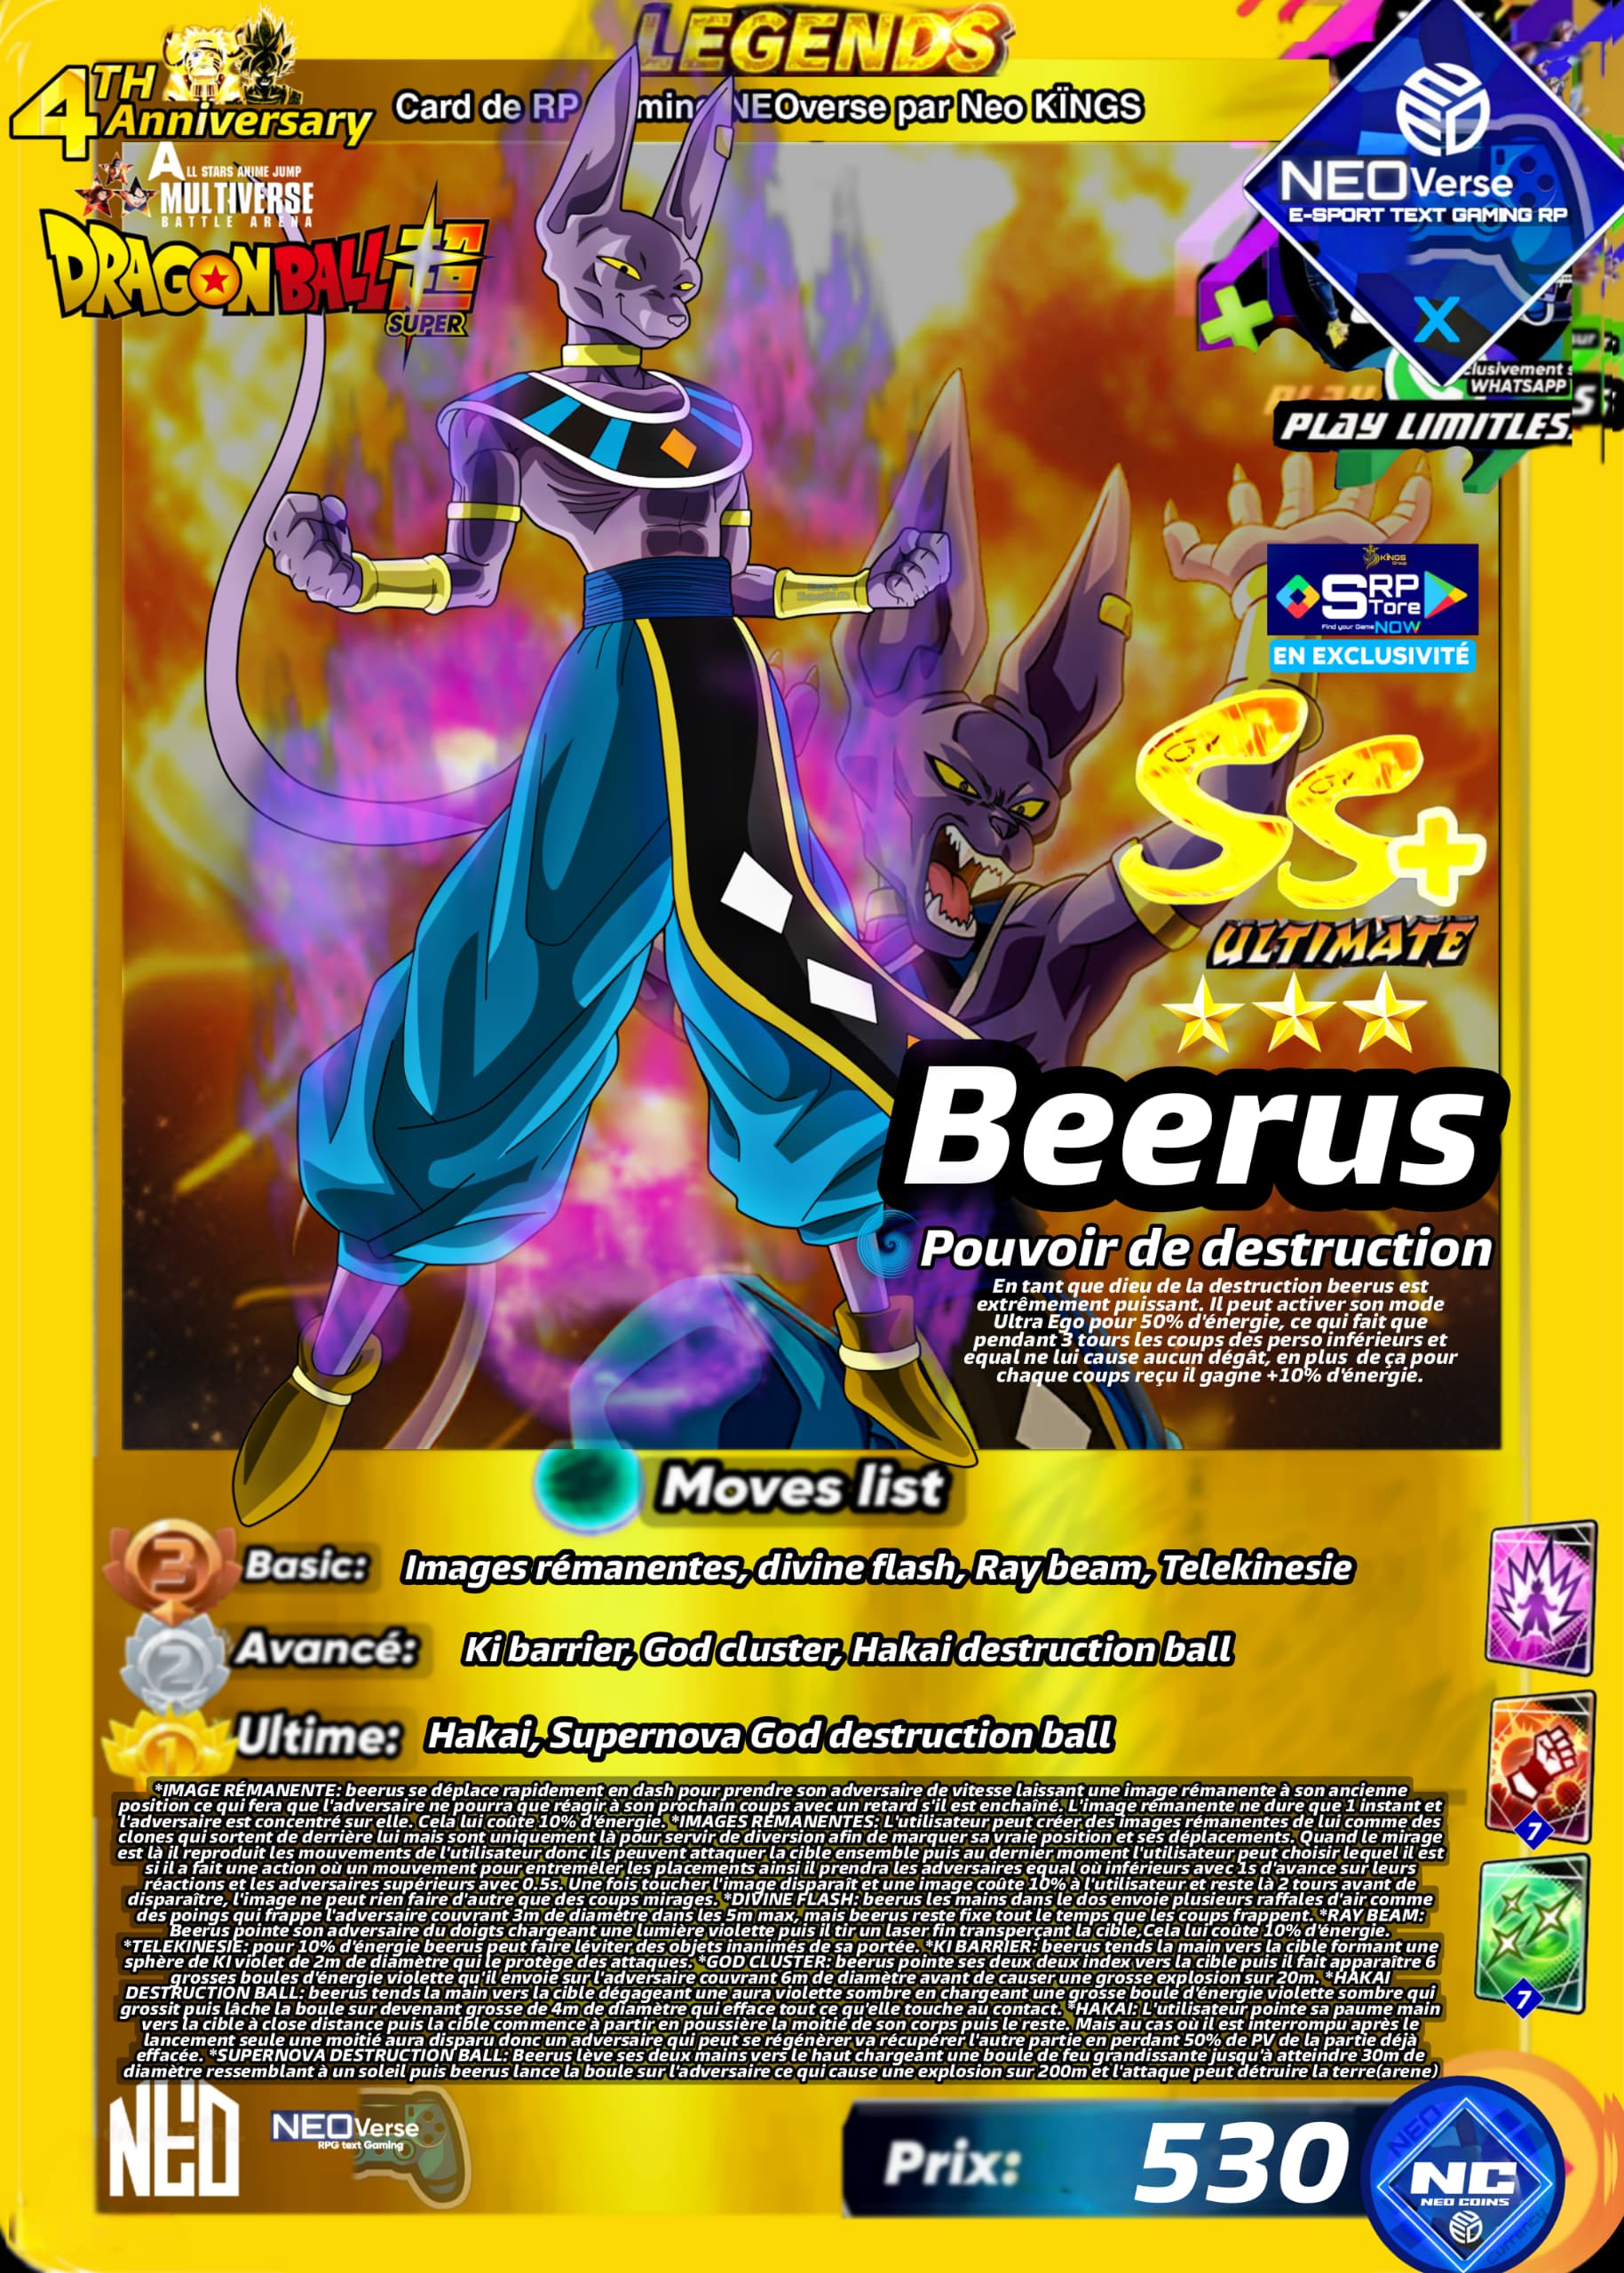 LEGENDS
4TH
Anniversary
Card de RP NEOverse par Neo KÏNGS
ALL STARS ANIME JUMP
MULTIVERSE
BATTLE ARENA
DRAGON BALL 超
SUPER
NEOVerse
E-SPORT TEXT GAMING RP
X
WHATSAPP
PLAY LIMITLES
KINGS
SRP
Tore
Find your Game NOW
EN EXCLUSIVITÉ
SS+
ULTIMATE
Beerus
Pouvoir de destruction
En tant que dieu de la destruction beerus est
extrêmement puissant. Il peut activer son mode
Ultra Ego pour 50% d'énergie, ce qui fait que
pendant 3 tours les coups des perso inférieurs et
equal ne lui cause aucun dégât, en plus de ça pour
chaque coups reçu il gagne +10% d'énergie.
Moves list
3 Basic: Images rémanentes, divine flash, Ray beam, Telekinesie
2 Avancé: Ki barrier, God cluster, Hakai destruction ball
1 Ultime: Hakai, Supernova God destruction ball
7
7
*IMAGE RÉMANENTE: beerus se déplace rapidement en dash pour prendre son adversaire de vitesse laissant une image rémanente à son ancienne
position ce qui fera que l'adversaire ne pourra que réagir à son prochain coups avec un retard s'il est enchaîné. L'image rémanente ne dure que 1 instant et
l'adversaire est concentré sur elle. Cela lui coûte 10% d'énergie. *IMAGES RÉMANENTES: L'utilisateur peut créer des images rémanentes de lui comme des
clones qui sortent de derrière lui mais sont uniquement là pour servir de diversion afin de marquer sa vraie position et ses déplacements. Quand le mirage
est là il reproduit les mouvements de l'utilisateur donc ils peuvent attaquer la cible ensemble puis au dernier moment l'utilisateur peut choisir lequel il est
si il a fait une action où un mouvement pour entremêler les placements ainsi il prendra les adversaires equal où inférieurs avec 1s d'avance sur leurs
réactions et les adversaires supérieurs avec 0.5s. Une fois toucher l'image disparaît et une image coûte 10% à l'utilisateur et reste là 2 tours avant de
disparaître, l'image ne peut rien faire d'autre que des coups mirages. *DIVINE FLASH: beerus les mains dans le dos envoie plusieurs raffales d'air comme
des poings qui frappe l'adversaire couvrant 3m de diamètre dans les 5m max, mais beerus reste fixe tout le temps que les coups frappent. *RAY BEAM:
Beerus pointe son adversaire du doigts chargeant une lumière violette puis il tir un laser fin transperçant la cible,Cela lui coûte 10% d'énergie.
*TELEKINESIE: pour 10% d'énergie beerus peut faire léviter des objets inanimés de sa portée. *KI BARRIER: beerus tends la main vers la cible formant une
sphère de KI violet de 2m de diamètre qui le protège des attaques. *GOD CLUSTER: beerus pointe ses deux deux index vers la cible puis il fait apparaître 6
grosses boules d'énergie violette qu'il envoie sur l'adversaire couvrant 6m de diamètre avant de causer une grosse explosion sur 20m. *HAKAI
DESTRUCTION BALL: beerus tends la main vers la cible dégageant une aura violette sombre en chargeant une grosse boule d'énergie violette sombre qui
grossit puis lâche la boule sur devenant grosse de 4m de diamètre qui efface tout ce qu'elle touche au contact. *HAKAI: L'utilisateur pointe sa paume main
vers la cible à close distance puis la cible commence à partir en poussière la moitié de son corps puis le reste. Mais au cas où il est interrompu après le
lancement seule une moitié aura disparu donc un adversaire qui peut se régénèrer va récupérer l'autre partie en perdant 50% de PV de la partie déjà
effacée. *SUPERNOVA DESTRUCTION BALL: Beerus lève ses deux mains vers le haut chargeant une boule de feu grandissante jusqu'à atteindre 30m de
diamètre ressemblant à un soleil puis beerus lance la boule sur l'adversaire ce qui cause une explosion sur 200m et l'attaque peut détruire la terre(arene)
NEO
NEOVerse
RPG text Gaming
Prix: 530
NC
NEO COINS